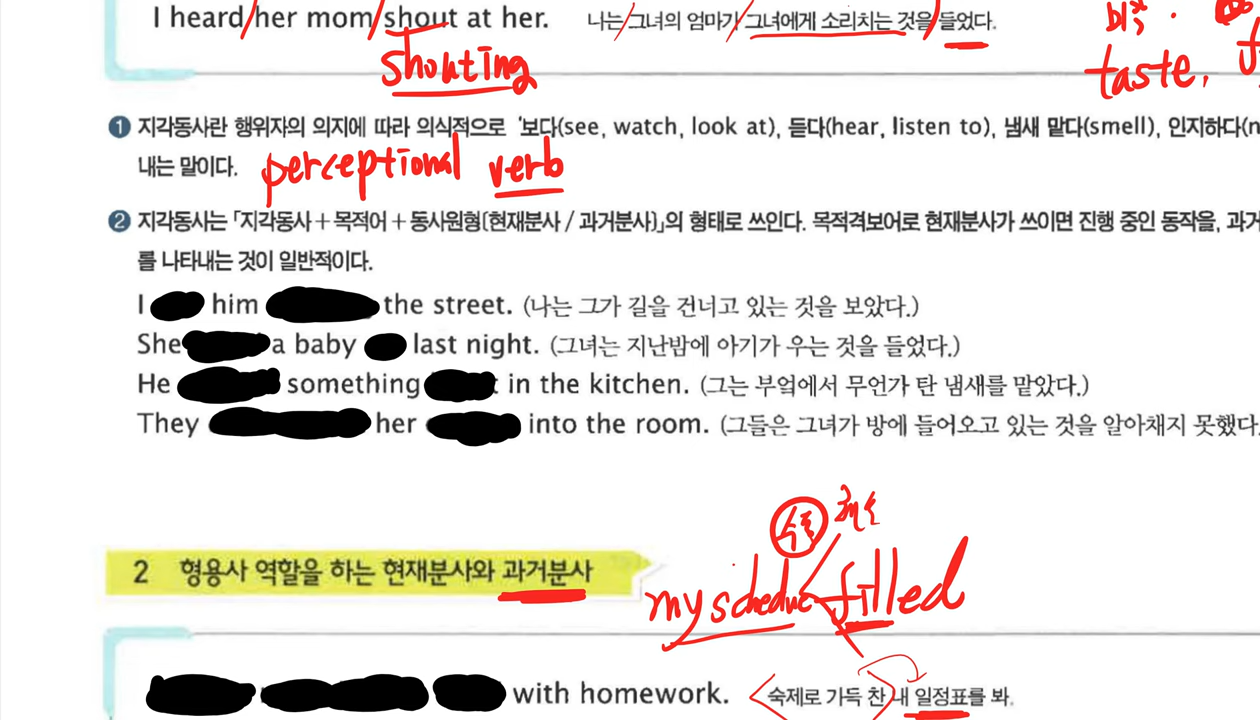 I heard/her mom/shout at her. 나는/그녀의 엄마가/그녀에게 소리치는 것을/들었다.
shouting
taste,
1 지각동사란 행위자의 의지에 따라 의식적으로 '보다(see, watch, look at), 듣다(hear, listen to), 냄새 맡다(smell), 인지하다(n
내는 말이다.
perceptional verb
2 지각동사는 「지각동사+목적어+동사원형[현재분사 / 과거분사]」의 형태로 쓰인다. 목적격보어로 현재분사가 쓰이면 진행 중인 동작을, 과거
를 나타내는 것이 일반적이다.
I him the street. (나는 그가 길을 건너고 있는 것을 보았다.)
She a baby last night. (그녀는 지난밤에 아기가 우는 것을 들었다.)
He something in the kitchen. (그는 부엌에서 무언가 탄 냄새를 맡았다.)
They her into the room. (그들은 그녀가 방에 들어오고 있는 것을 알아채지 못했다.
수동
2 형용사 역할을 하는 현재분사와 과거분사
my schedule filled
with homework. 숙제로 가득 찬 내 일정표를 봐.